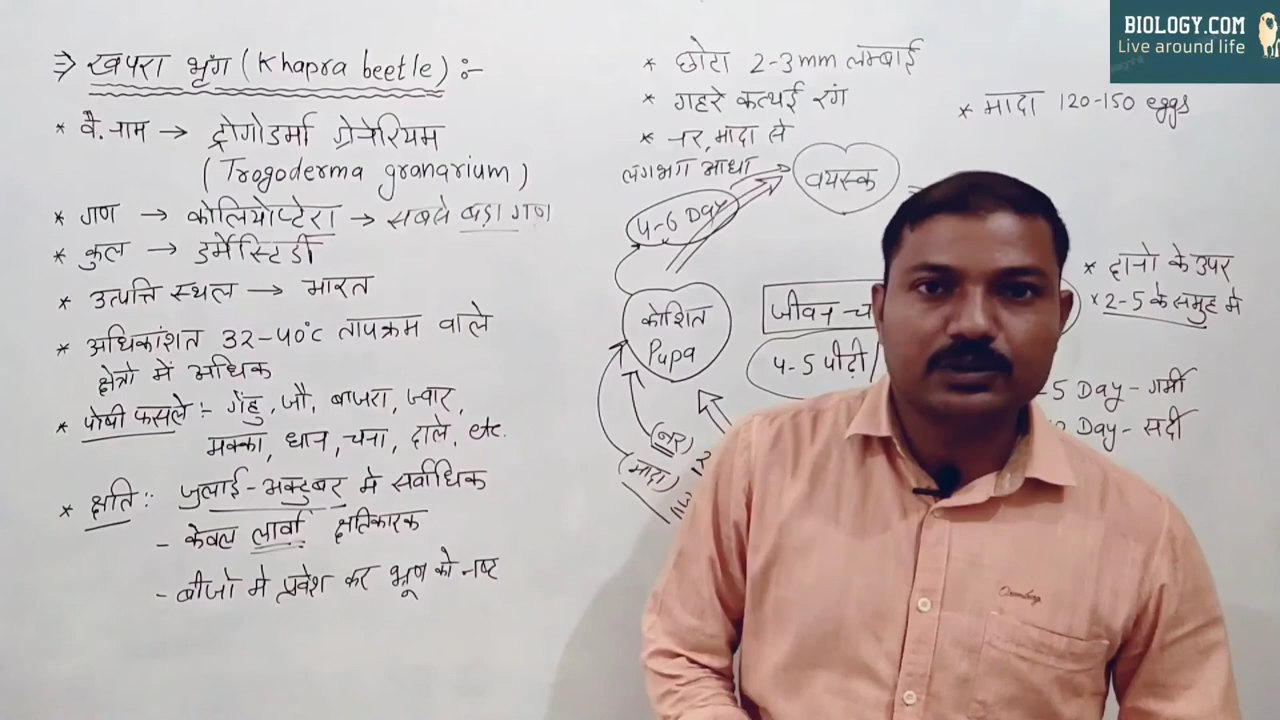 ⇒ खपरा भृंग (Khapra beetle) :-
* वै. नाम → ट्रोगोडर्मा ग्रेनेरियम
(Trogoderma granarium)
* गण → कोलियोप्टेरा → सबसे बड़ा गण
* कुल → डर्मेस्टिडी
* उत्पत्ति स्थल → भारत
* अधिकांशत 32-40°c तापक्रम वाले
क्षेत्रो में अधिक
* पोषी फसले :- गेंहु, जौ, बाजरा, ज्वार,
मक्का, धान, चना, दाले, etc.
* क्षति :- जुलाई-अक्टुबर मे सर्वाधिक
- केवल लार्वा क्षतिकारक
- बीजो मे प्रवेश कर भ्रूण को नष्ट
* छोटा 2-3mm लम्बाई
* गहरे कत्थई रंग
* नर, मादा से
लगभग आधा
वयस्क
4-6 Day
कोशित
Pupa
(नर)
(मादा)
जीवन-च
4-5 पीढ़ी
* मादा 120-150 eggs
* दानो के उपर
* 2-5 के समुह मे
5 Day - गर्मी
Day - सर्दी
BIOLOGY.COM
Live around life